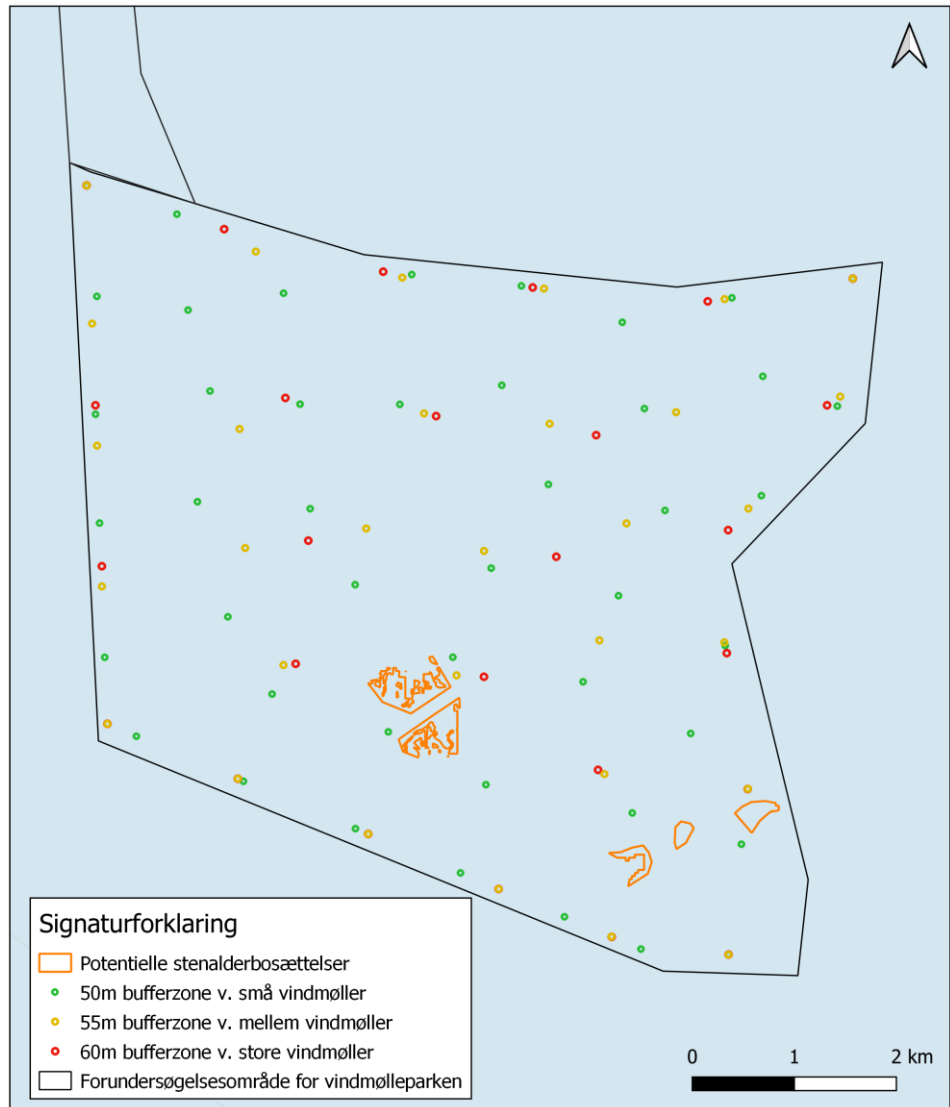 Signaturforklaring
Potentielle stenalderbosættelser
50m bufferzone v. små vindmøller
55m bufferzone v. mellem vindmøller
60m bufferzone v. store vindmøller
Forundersøgelsesområde for vindmølleparken
0 1 2 km